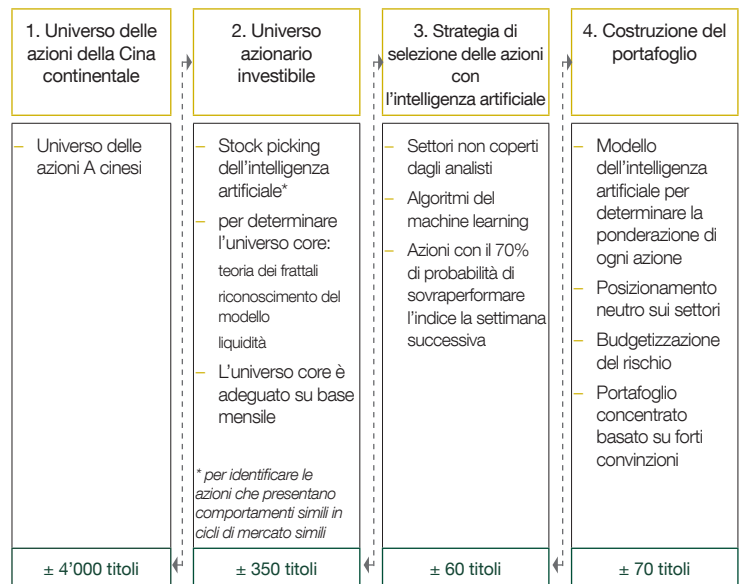 1. Universo delle
azioni della Cina
continentale
– Universo delle
azioni A cinesi
± 4’000 titoli
2. Universo
azionario
investibile
– Stock picking
dell’intelligenza
artificiale*
– per determinare
l’universo core:
teoria dei frattali
riconoscimento del
modello
liquidità
– L’universo core è
adeguato su base
mensile
* per identificare le
azioni che presentano
comportamenti simili in
cicli di mercato simili
± 350 titoli
3. Strategia di
selezione delle azioni
con
l’intelligenza artificiale
– Settori non coperti
dagli analisti
– Algoritmi del
machine learning
– Azioni con il 70%
di probabilità di
sovraperformare
l’indice la settimana
successiva
± 60 titoli
4. Costruzione del
portafoglio
– Modello
dell’intelligenza
artificiale per
determinare la
ponderazione di
ogni azione
– Posizionamento
neutro sui settori
– Budgetizzazione
del rischio
– Portafoglio
concentrato
basato su forti
convinzioni
± 70 titoli